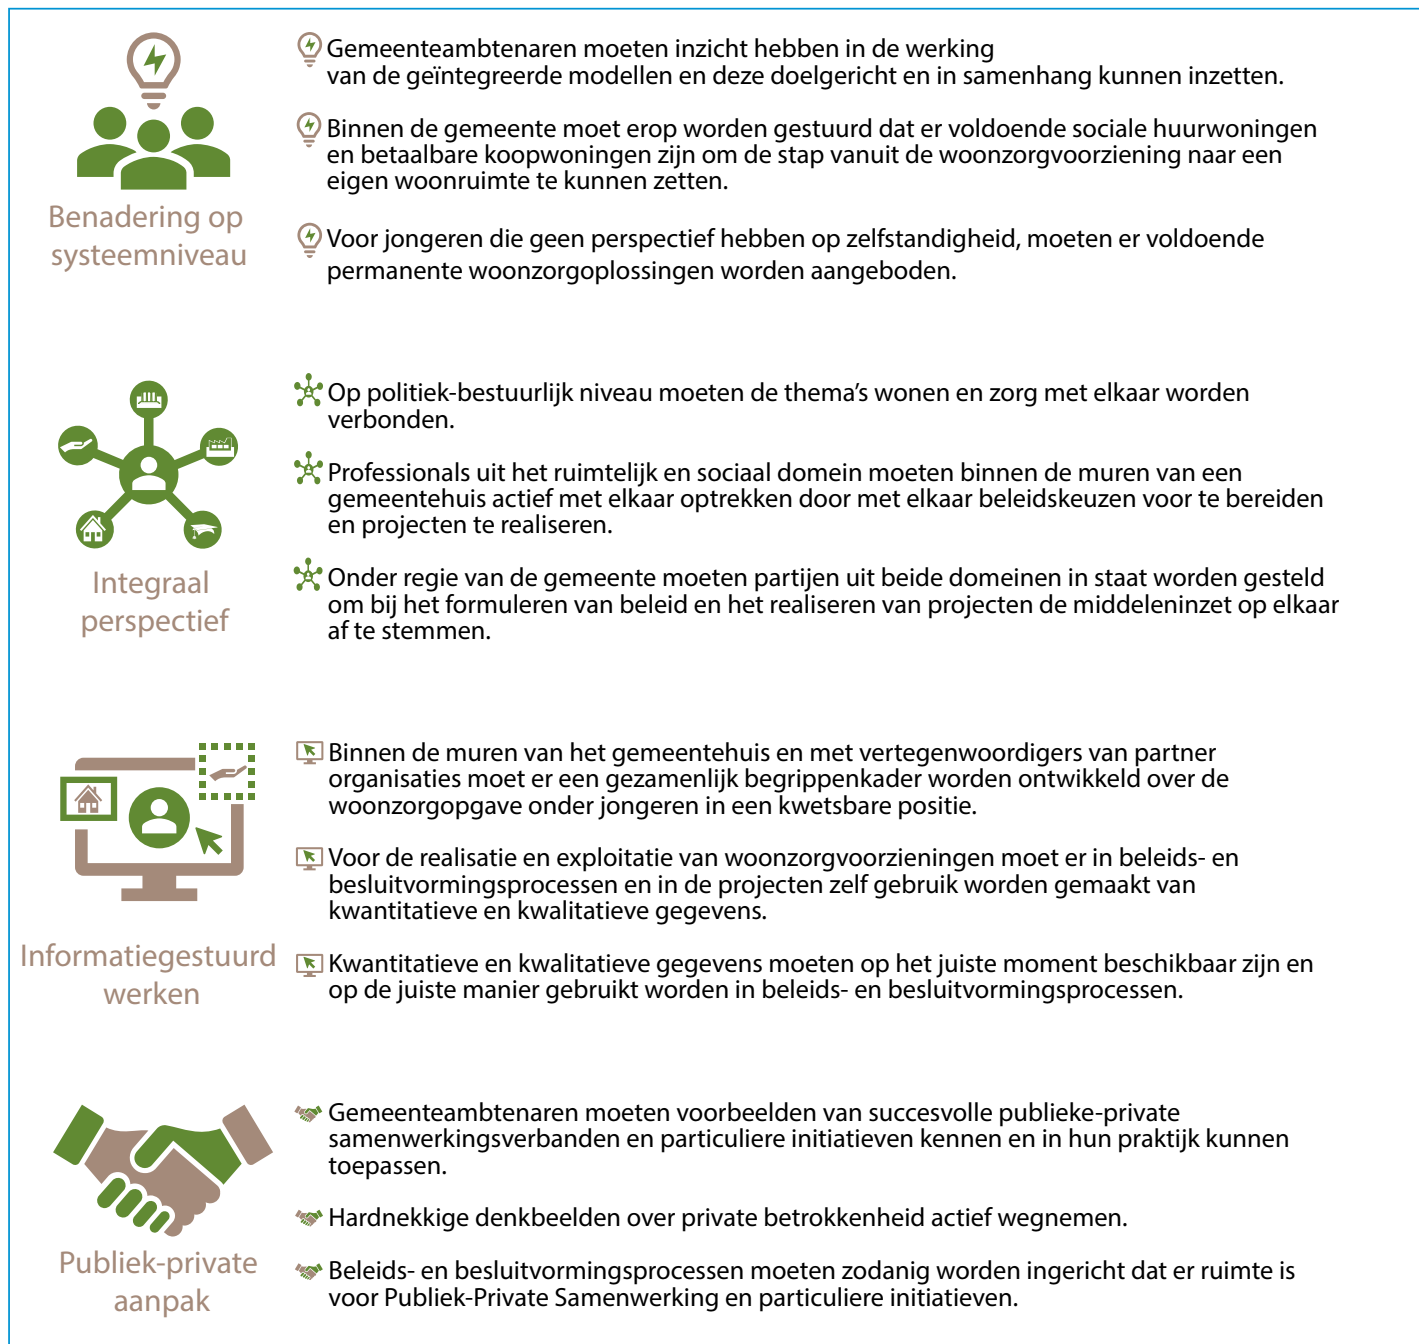 Gemeenteambtenaren moeten inzicht hebben in de werking
van de geïntegreerde modellen en deze doelgericht en in samenhang kunnen inzetten.
Binnen de gemeente moet erop worden gestuurd dat er voldoende sociale huurwoningen
en betaalbare koopwoningen zijn om de stap vanuit de woonzorgvoorziening naar een
eigen woonruimte te kunnen zetten.
Voor jongeren die geen perspectief hebben op zelfstandigheid, moeten er voldoende
permanente woonzorgoplossingen worden aangeboden.
Benadering op
systeemniveau
Op politiek-bestuurlijk niveau moeten de thema’s wonen en zorg met elkaar worden
verbonden.
Professionals uit het ruimtelijk en sociaal domein moeten binnen de muren van een
gemeentehuis actief met elkaar optrekken door met elkaar beleidskeuzen voor te bereiden
en projecten te realiseren.
Onder regie van de gemeente moeten partijen uit beide domeinen in staat worden gesteld
om bij het formuleren van beleid en het realiseren van projecten de middeleninzet op elkaar
af te stemmen.
Integraal
perspectief
Binnen de muren van het gemeentehuis en met vertegenwoordigers van partner
organisaties moet er een gezamenlijk begrippenkader worden ontwikkeld over de
woonzorgopgave onder jongeren in een kwetsbare positie.
Voor de realisatie en exploitatie van woonzorgvoorzieningen moet er in beleids- en
besluitvormingsprocessen en in de projecten zelf gebruik worden gemaakt van
kwantitatieve en kwalitatieve gegevens.
Kwantitatieve en kwalitatieve gegevens moeten op het juiste moment beschikbaar zijn en
op de juiste manier gebruikt worden in beleids- en besluitvormingsprocessen.
Informatiegestuurd
werken
Gemeenteambtenaren moeten voorbeelden van succesvolle publieke-private
samenwerkingsverbanden en particuliere initiatieven kennen en in hun praktijk kunnen
toepassen.
Hardnekkige denkbeelden over private betrokkenheid actief wegnemen.
Beleids- en besluitvormingsprocessen moeten zodanig worden ingericht dat er ruimte is
voor Publiek-Private Samenwerking en particuliere initiatieven.
Publiek-private
aanpak